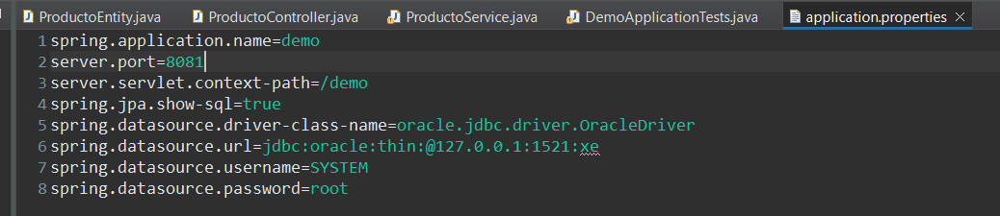 ProductoEntity.java ProductoController.java ProductoService.java DemoApplicationTests.java application.properties
1 spring.application.name=demo
2 server.port=8081
3 server.servlet.context-path=/demo
4 spring.jpa.show-sql=true
5 spring.datasource.driver-class-name=oracle.jdbc.driver.OracleDriver
6 spring.datasource.url=jdbc:oracle:thin:@127.0.0.1:1521:xe
7 spring.datasource.username=SYSTEM
8 spring.datasource.password=root